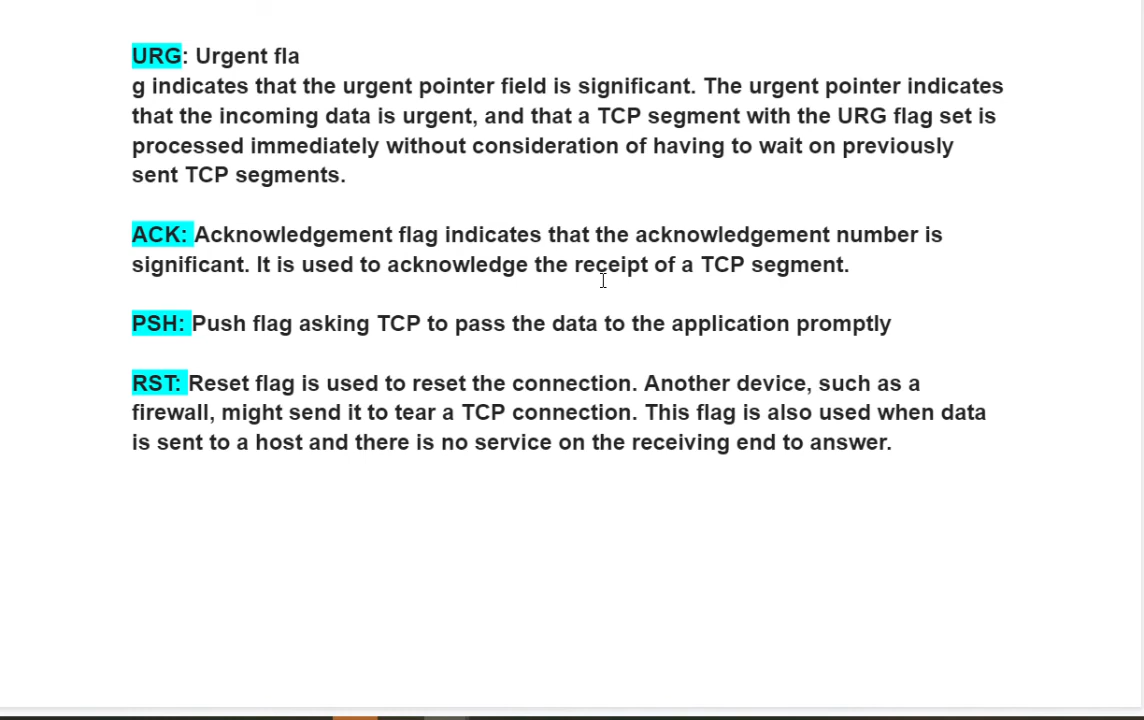 URG: Urgent fla
g indicates that the urgent pointer field is significant. The urgent pointer indicates
that the incoming data is urgent, and that a TCP segment with the URG flag set is
processed immediately without consideration of having to wait on previously
sent TCP segments.
ACK: Acknowledgement flag indicates that the acknowledgement number is
significant. It is used to acknowledge the receipt of a TCP segment.
PSH: Push flag asking TCP to pass the data to the application promptly
RST: Reset flag is used to reset the connection. Another device, such as a
firewall, might send it to tear a TCP connection. This flag is also used when data
is sent to a host and there is no service on the receiving end to answer.